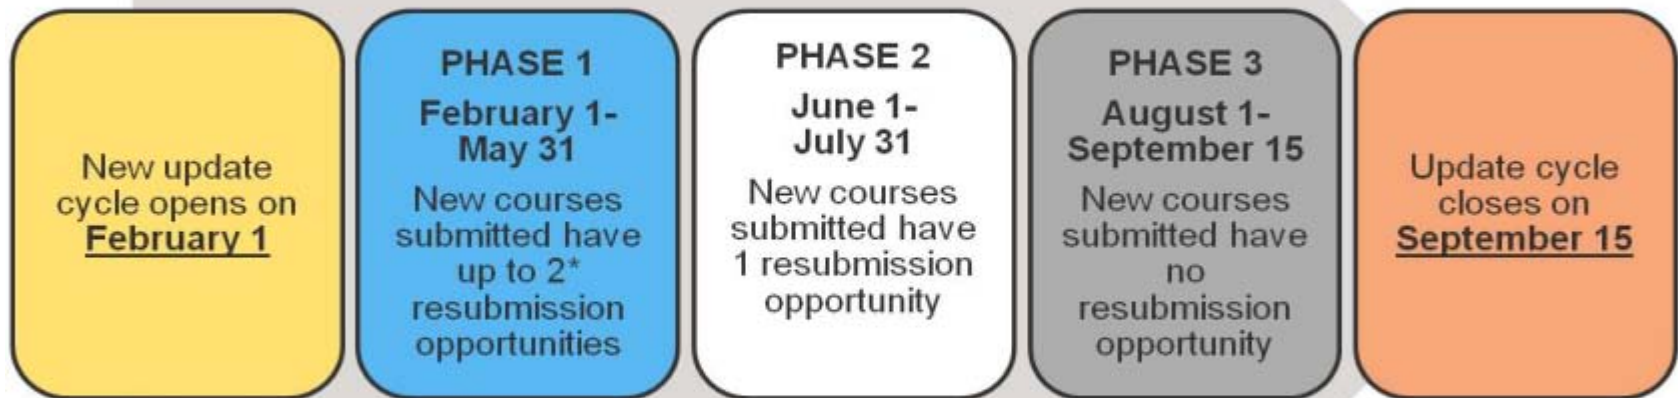 New update
cycle opens on
February 1
PHASE 1
February 1-
May 31
New courses
submitted have
up to 2*
resubmission
opportunities
PHASE 2
June 1-
July 31
New courses
submitted have
1 resubmission
opportunity
PHASE 3
August 1-
September 15
New courses
submitted have
no
resubmission
opportunity
Update cycle
closes on
September 15